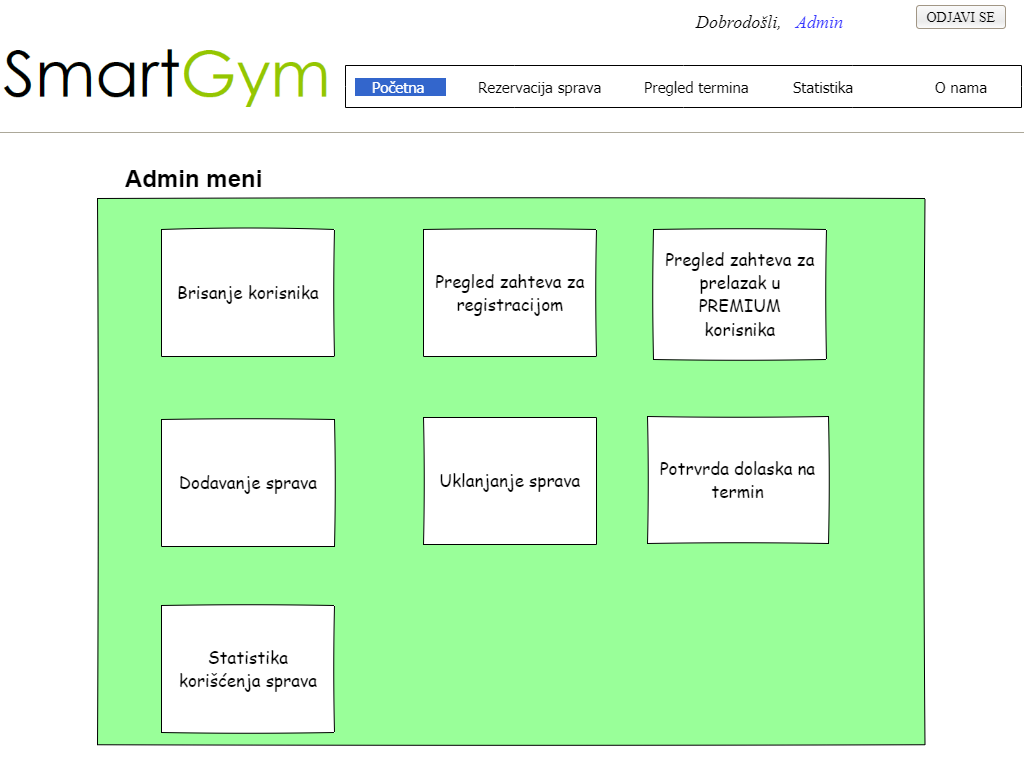 Dobrodošli, Admin
ODJAVI SE
SmartGym
Početna
Rezervacija sprava
Pregled termina
Statistika
O nama
Admin meni
Brisanje korisnika
Pregled zahteva za
registracijom
Pregled zahteva za
prelazak u
PREMIUM
korisnika
Dodavanje sprava
Uklanjanje sprava
Potrvrda dolaska na
termin
Statistika
korišćenja sprava